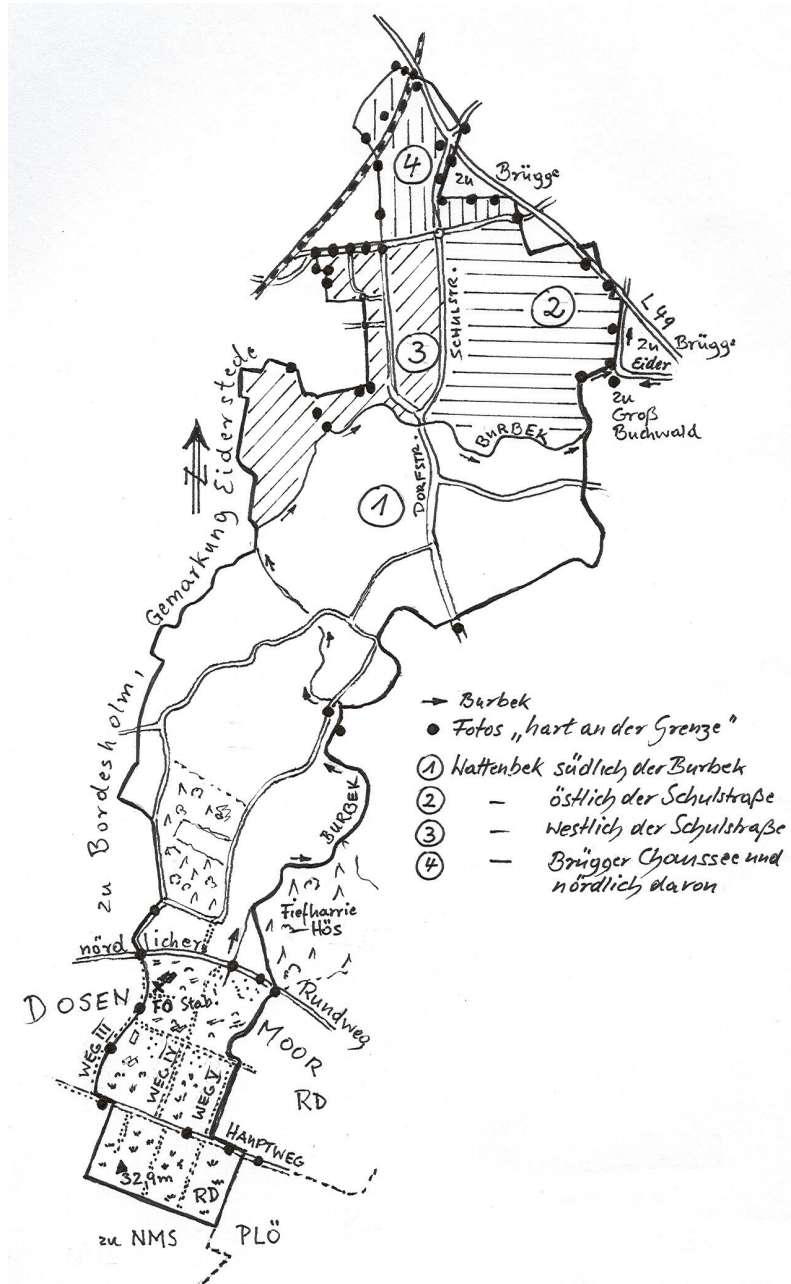 4
zu Brügge
SCHULSTR.
2
L 49
zu Brügge
Eider
3
zu
Groß
Buchwald
BURBEK
DORFSTR.
N
1
zu Bordesholm, Gemarkung Eiderstede
→ Burbek
● Fotos „hart an der Grenze"
1 Wattenbek südlich der Burbek
2 — östlich der Schulstraße
3 — westlich der Schulstraße
4 — Brügger Chaussee und
nördlich davon
BURBEK
Fiefharrie
Hös
nördlicher
Rundweg
DOSEN
MOOR
FÖ Stab.
WEG III
WEG IV
WEG V
RD
HAUPTWEG
32,9m
RD
zu NMS
PLÖ